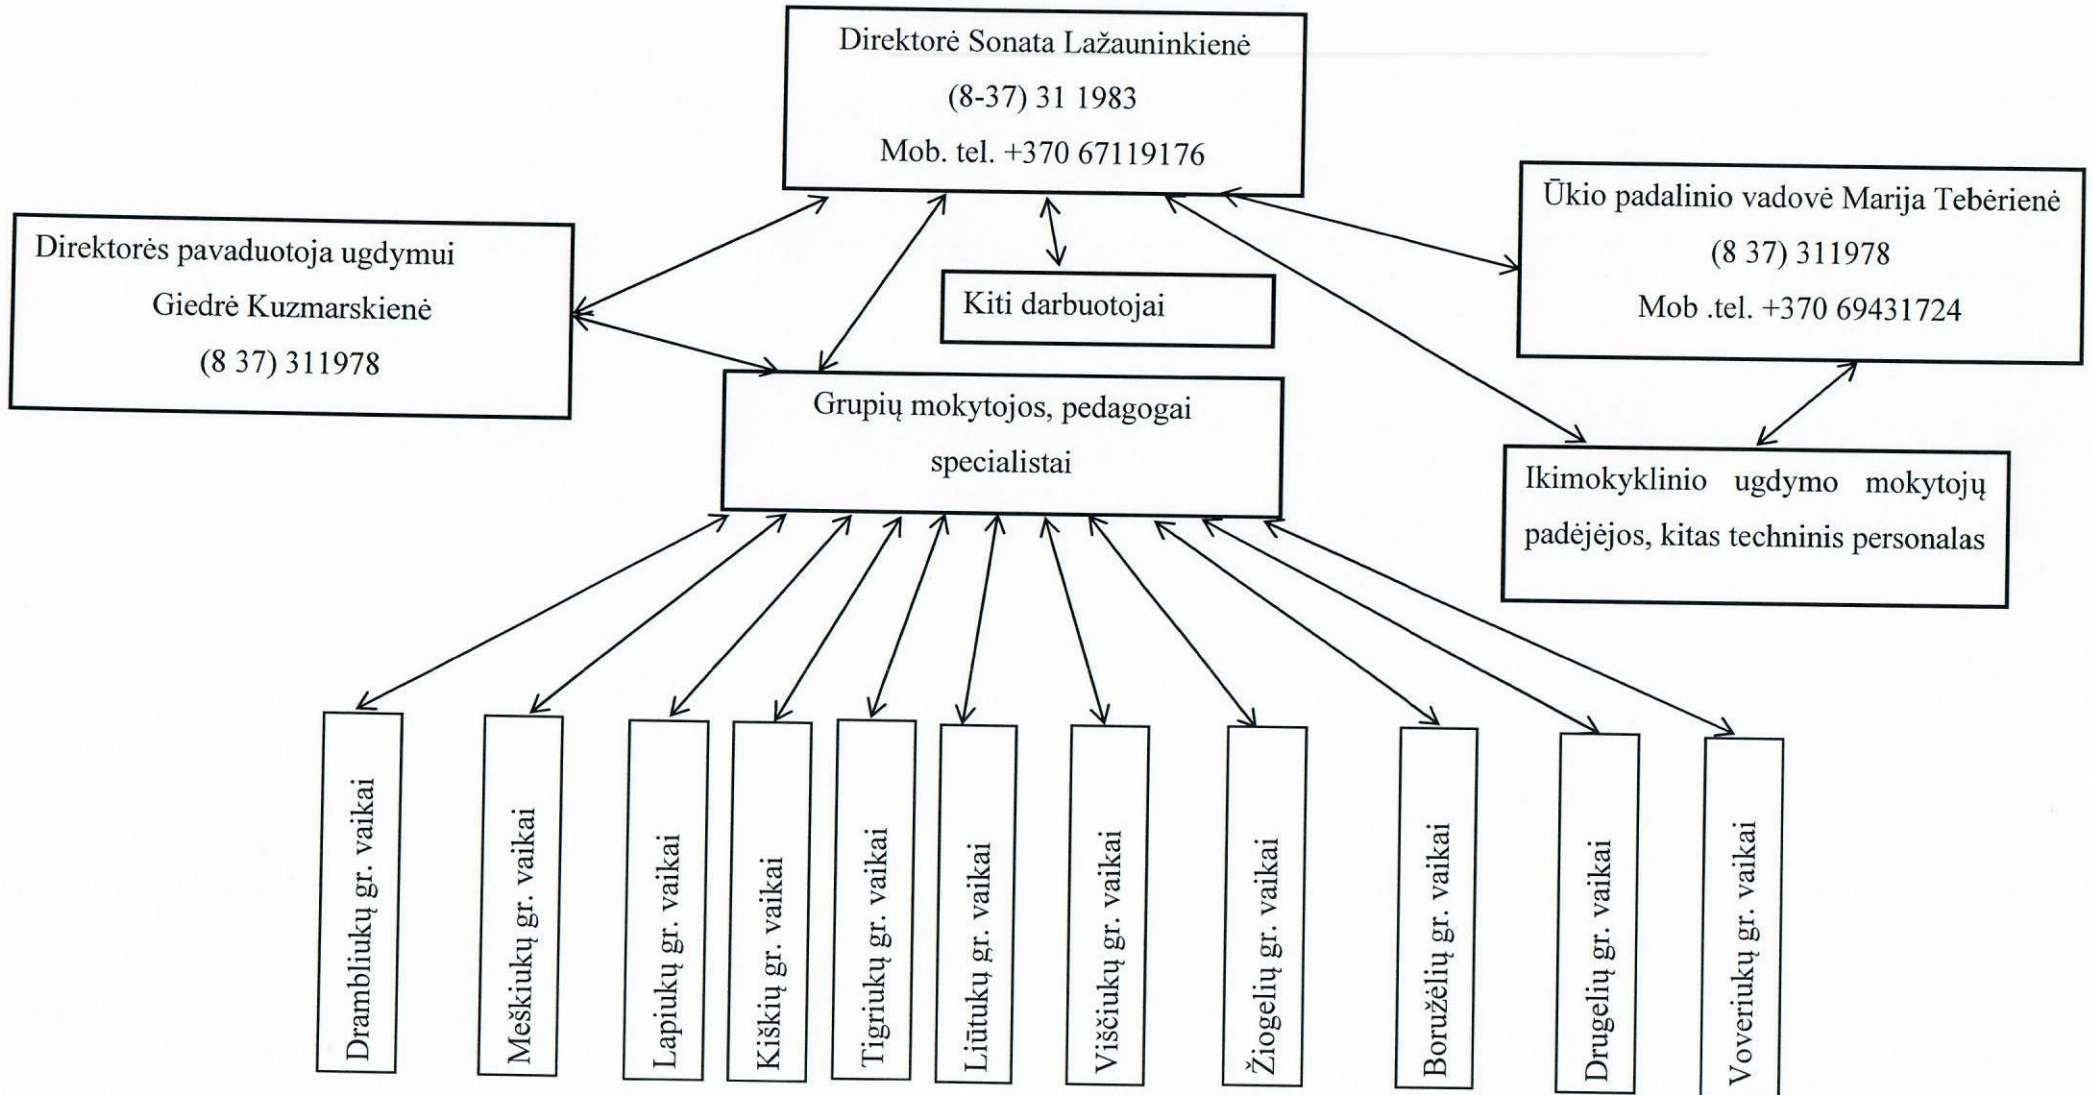 Direktorė Sonata Lažauninkienė
(8-37) 31 1983
Mob. tel. +370 67119176
Direktorės pavaduotoja ugdymui
Giedrė Kuzmarskienė
(8 37) 311978
Ūkio padalinio vadovė Marija Tebėrienė
(8 37) 311978
Mob .tel. +370 69431724
Kiti darbuotojai
Grupių mokytojos, pedagogai
specialistai
Ikimokyklinio ugdymo mokytojų
padėjėjos, kitas techninis personalas
Drambliukų gr. vaikai
Meškiukų gr. vaikai
Lapiukų gr. vaikai
Kiškių gr. vaikai
Tigriukų gr. vaikai
Liūtukų gr. vaikai
Viščiukų gr. vaikai
Žiogelių gr. vaikai
Boružėlių gr. vaikai
Drugelių gr. vaikai
Voveriukų gr. vaikai